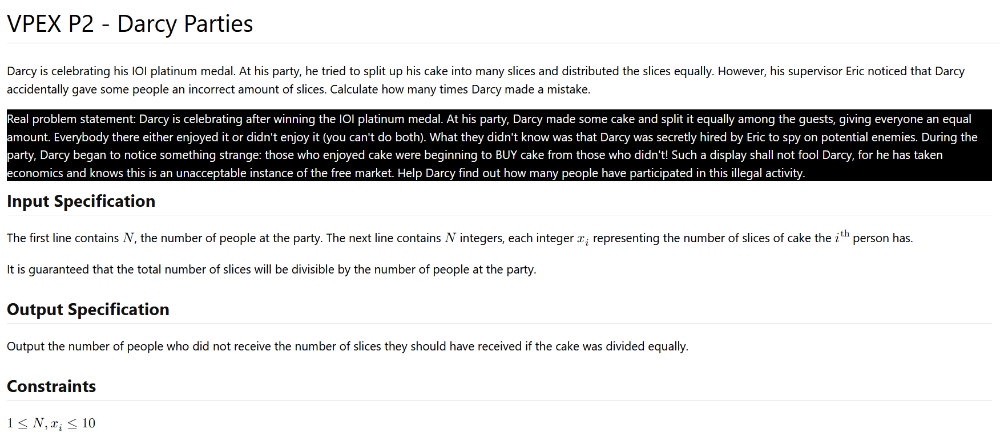 VPEX P2 - Darcy Parties
Darcy is celebrating his IOI platinum medal. At his party, he tried to split up his cake into many slices and distributed the slices equally. However, his supervisor Eric noticed that Darcy
accidentally gave some people an incorrect amount of slices. Calculate how many times Darcy made a mistake.
Real problem statement: Darcy is celebrating after winning the IOI platinum medal. At his party, Darcy made some cake and split it equally among the guests, giving everyone an equal
amount. Everybody there either enjoyed it or didn't enjoy it (you can't do both). What they didn't know was that Darcy was secretly hired by Eric to spy on potential enemies. During the
party, Darcy began to notice something strange: those who enjoyed cake were beginning to BUY cake from those who didn't! Such a display shall not fool Darcy, for he has taken
economics and knows this is an unacceptable instance of the free market. Help Darcy find out how many people have participated in this illegal activity.
Input Specification
The first line contains N, the number of people at the party. The next line contains N integers, each integer x_i representing the number of slices of cake the i^th person has.
It is guaranteed that the total number of slices will be divisible by the number of people at the party.
Output Specification
Output the number of people who did not receive the number of slices they should have received if the cake was divided equally.
Constraints
1 ≤ N, x_i ≤ 10